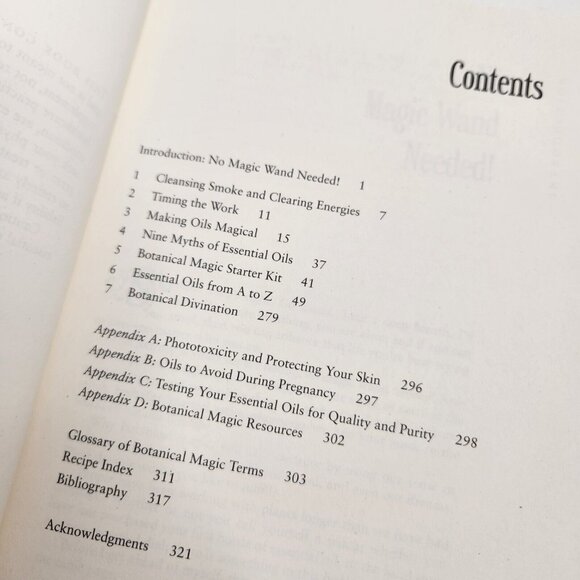 Contents
Introduction: No Magic Wand Needed! 1
1 Cleansing Smoke and Clearing Energies 7
2 Timing the Work 11
3 Making Oils Magical 15
4 Nine Myths of Essential Oils 37
5 Botanical Magic Starter Kit 41
6 Essential Oils from A to Z 49
7 Botanical Divination 279
Appendix A: Phototoxicity and Protecting Your Skin 296
Appendix B: Oils to Avoid During Pregnancy 297
Appendix C: Testing Your Essential Oils for Quality and Purity 298
Appendix D: Botanical Magic Resources 302
Glossary of Botanical Magic Terms 303
Recipe Index 311
Bibliography 317
Acknowledgments 321
Magic Wand
Needed!